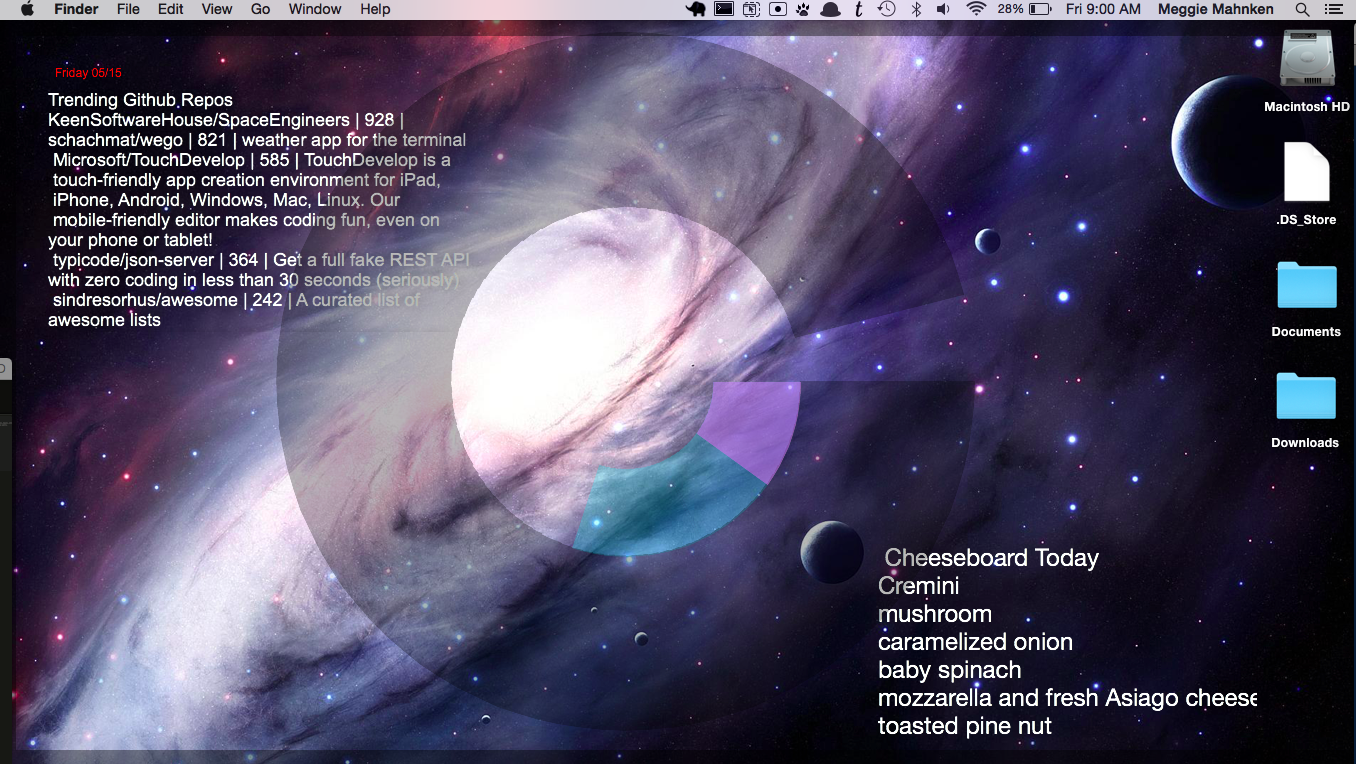 Finder File Edit View Go Window Help t 28% Fri 9:00 AM Meggie Mahnken
Friday 05/15
Trending Github Repos
KeenSoftwareHouse/SpaceEngineers | 928 |
schachmat/wego | 821 | weather app for the terminal
Microsoft/TouchDevelop | 585 | TouchDevelop is a
touch-friendly app creation environment for iPad,
iPhone, Android, Windows, Mac, Linux. Our
mobile-friendly editor makes coding fun, even on
your phone or tablet!
typicode/json-server | 364 | Get a full fake REST API
with zero coding in less than 30 seconds (seriously)
sindresorhus/awesome | 242 | A curated list of
awesome lists
Macintosh HD
.DS_Store
Documents
Downloads
Cheeseboard Today
Cremini
mushroom
caramelized onion
baby spinach
mozzarella and fresh Asiago cheese
toasted pine nut